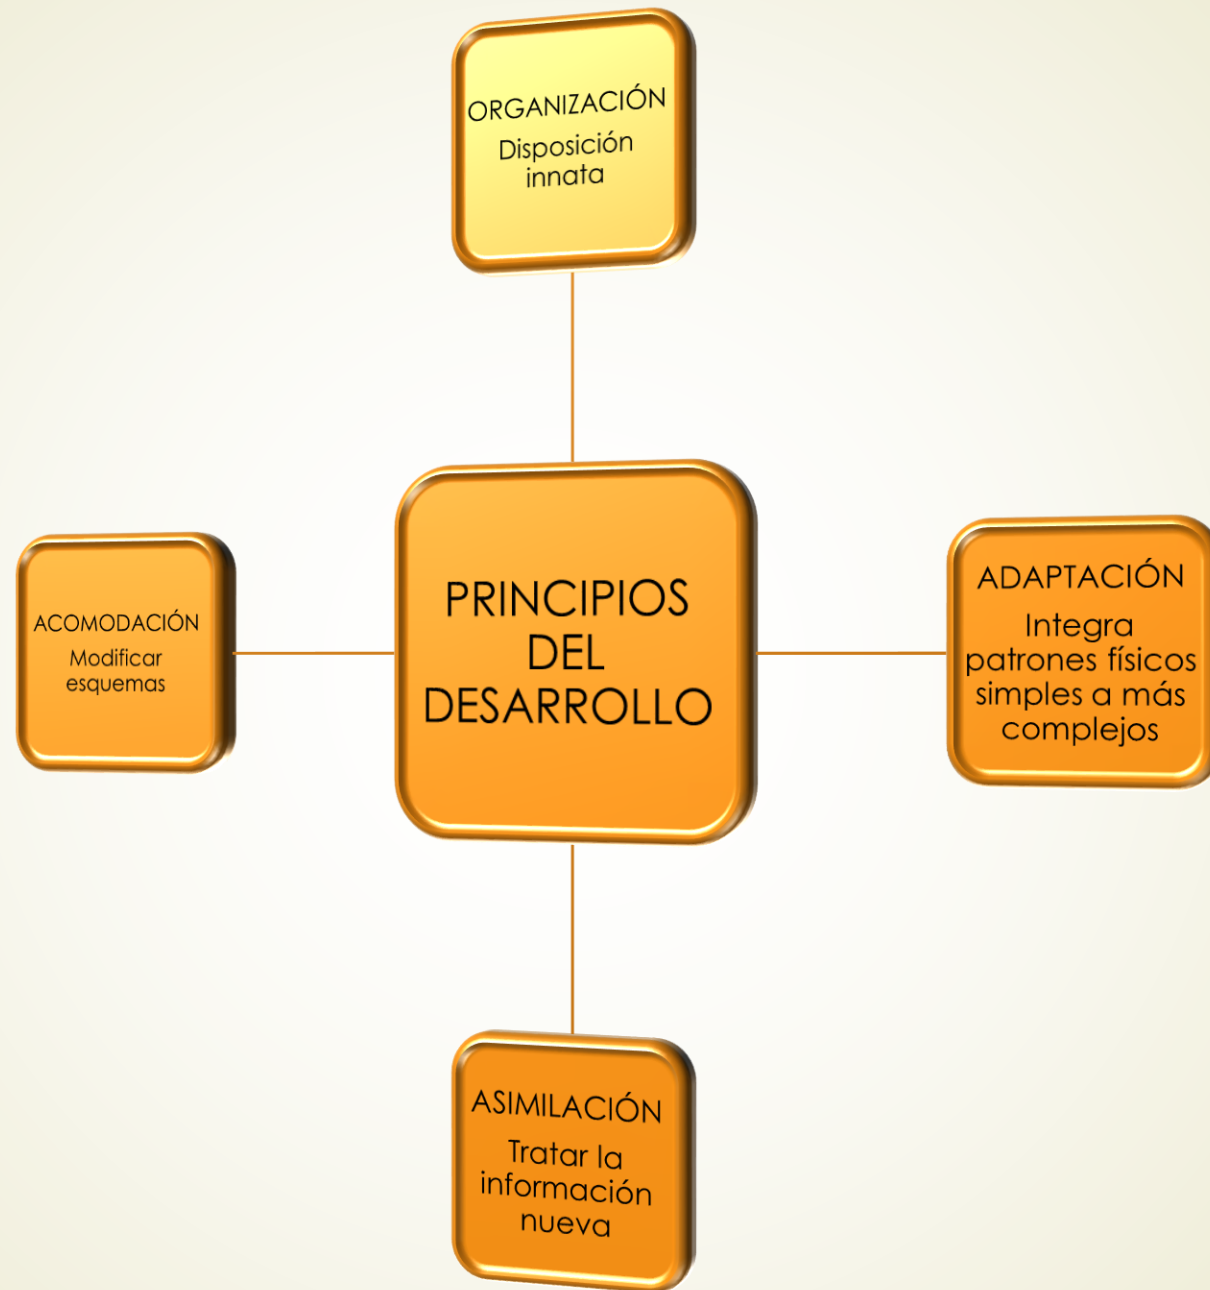 ORGANIZACIÓN
Disposición
innata
PRINCIPIOS
DEL
DESARROLLO
ADAPTACIÓN
Integra
patrones físicos
simples a más
complejos
ASIMILACIÓN
Tratar la
información
nueva
ACOMODACIÓN
Modificar
esquemas